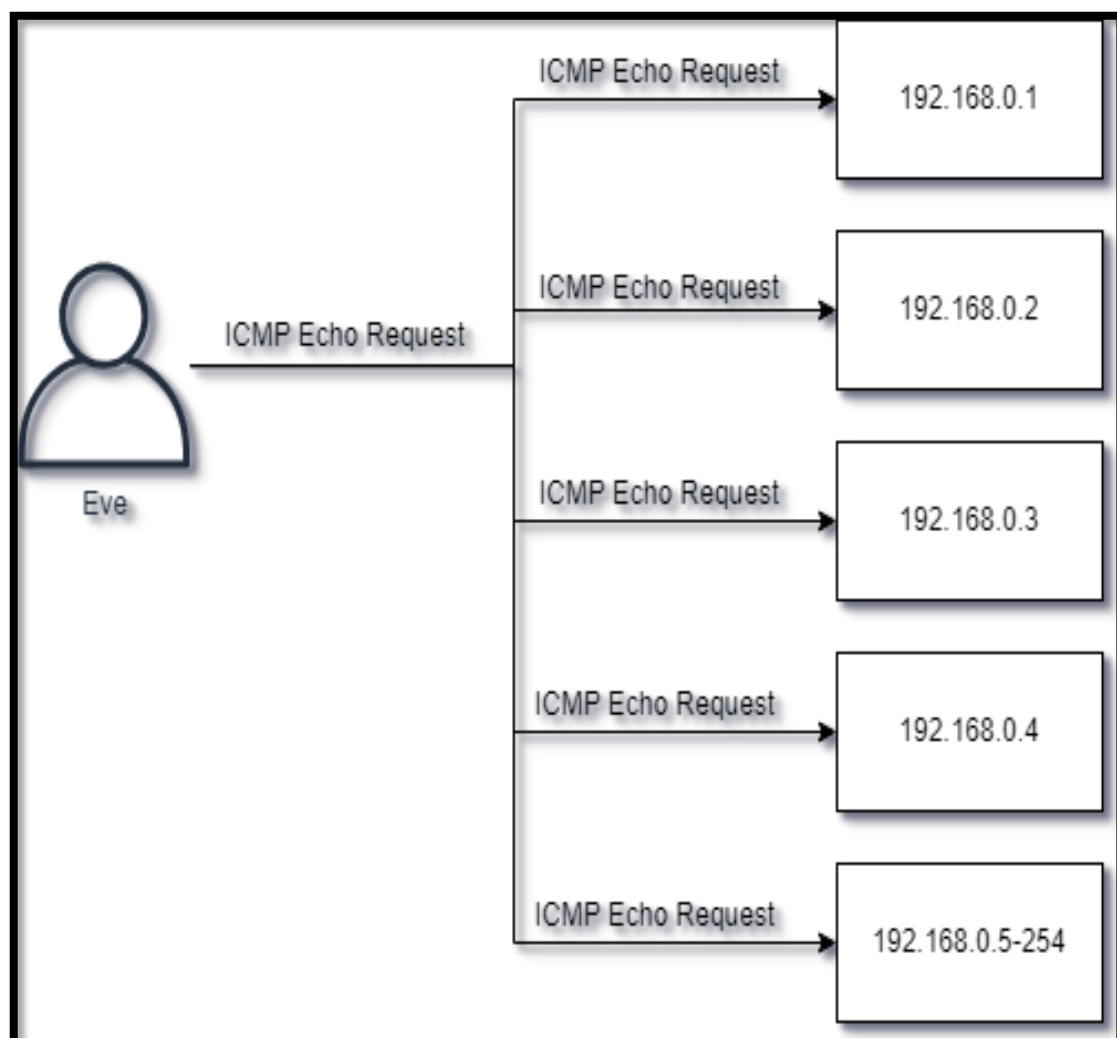 ICMP Echo Request
192.168.0.1
ICMP Echo Request
192.168.0.2
ICMP Echo Request
Eve
ICMP Echo Request
192.168.0.3
ICMP Echo Request
192.168.0.4
ICMP Echo Request
192.168.0.5-254